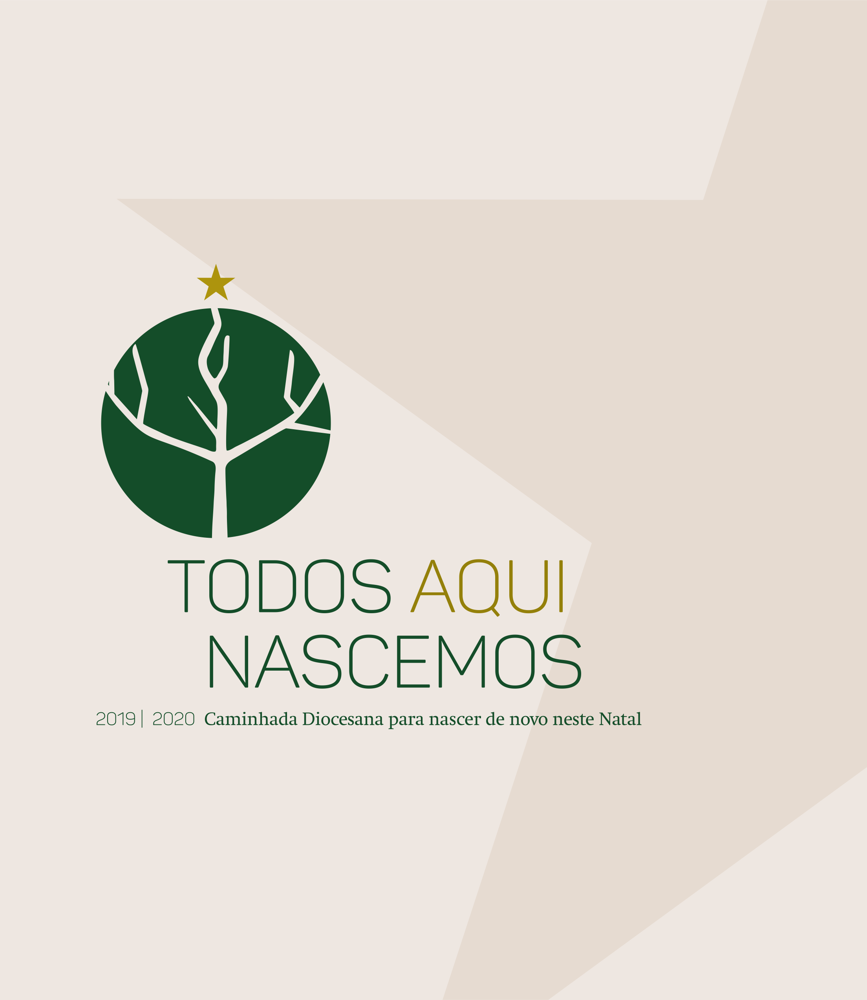 TODOS AQUI
NASCEMOS
2019| 2020 Caminhada Diocesana para nascer de novo neste Natal